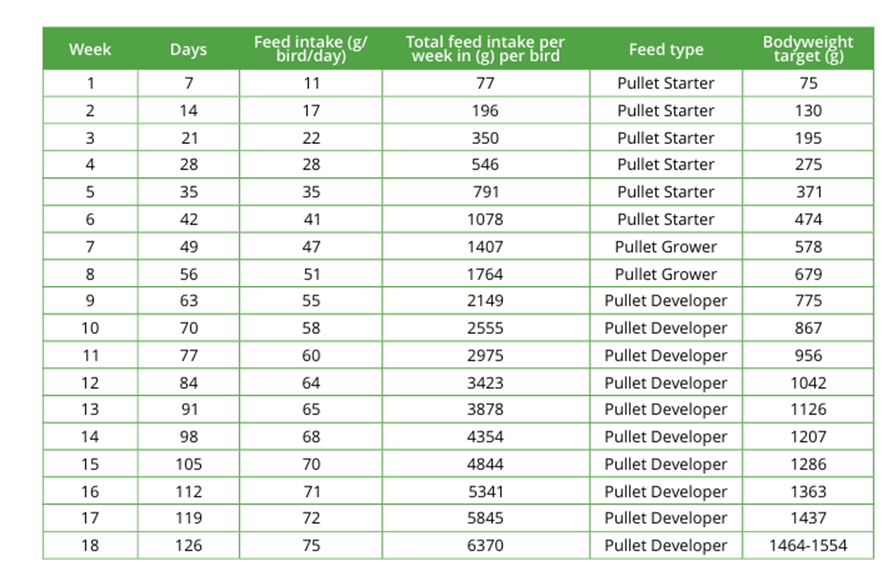 Week Days Feed intake (g/ bird/day) Total feed intake per week in (g) per bird Feed type Bodyweight target (g)
1 7 11 77 Pullet Starter 75
2 14 17 196 Pullet Starter 130
3 21 22 350 Pullet Starter 195
4 28 28 546 Pullet Starter 275
5 35 35 791 Pullet Starter 371
6 42 41 1078 Pullet Starter 474
7 49 47 1407 Pullet Grower 578
8 56 51 1764 Pullet Grower 679
9 63 55 2149 Pullet Developer 775
10 70 58 2555 Pullet Developer 867
11 77 60 2975 Pullet Developer 956
12 84 64 3423 Pullet Developer 1042
13 91 65 3878 Pullet Developer 1126
14 98 68 4354 Pullet Developer 1207
15 105 70 4844 Pullet Developer 1286
16 112 71 5341 Pullet Developer 1363
17 119 72 5845 Pullet Developer 1437
18 126 75 6370 Pullet Developer 1464-1554